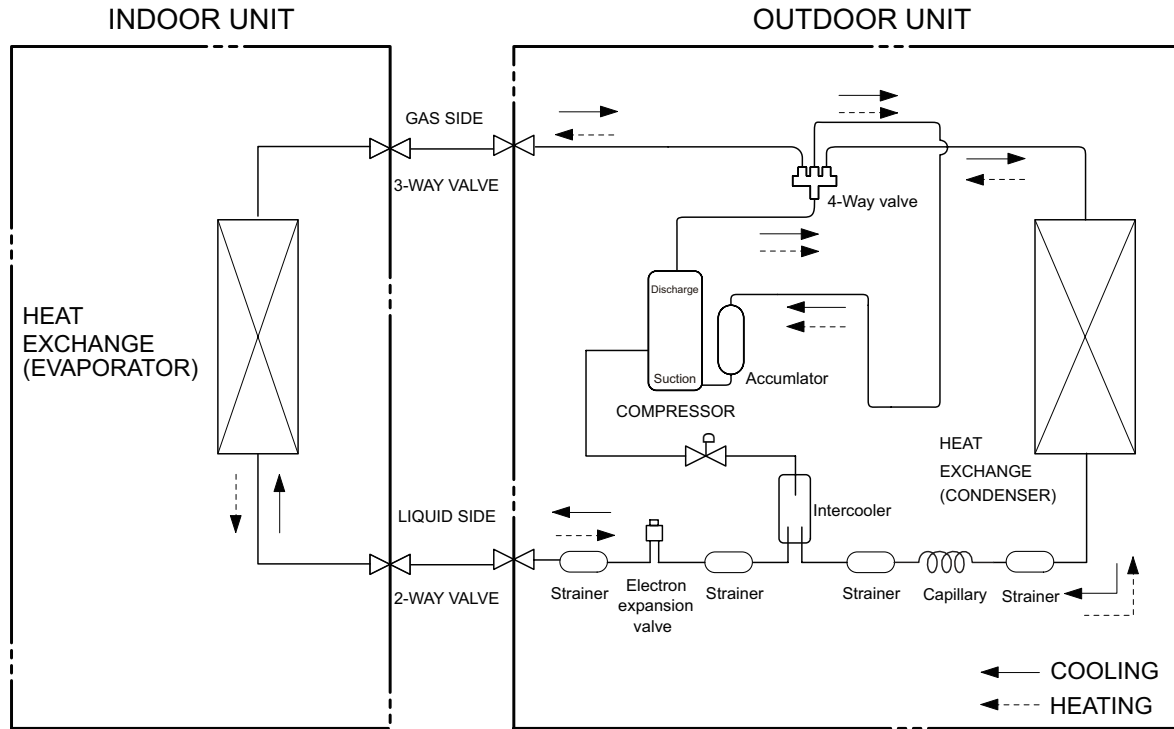 INDOOR UNIT
OUTDOOR UNIT
GAS SIDE
3-WAY VALVE
4-Way valve
Discharge
Suction
Accumlator
COMPRESSOR
HEAT
EXCHANGE
(EVAPORATOR)
HEAT
EXCHANGE
(CONDENSER)
Intercooler
LIQUID SIDE
2-WAY VALVE
Strainer
Electron
expansion
valve
Strainer
Strainer
Capillary
Strainer
COOLING
HEATING